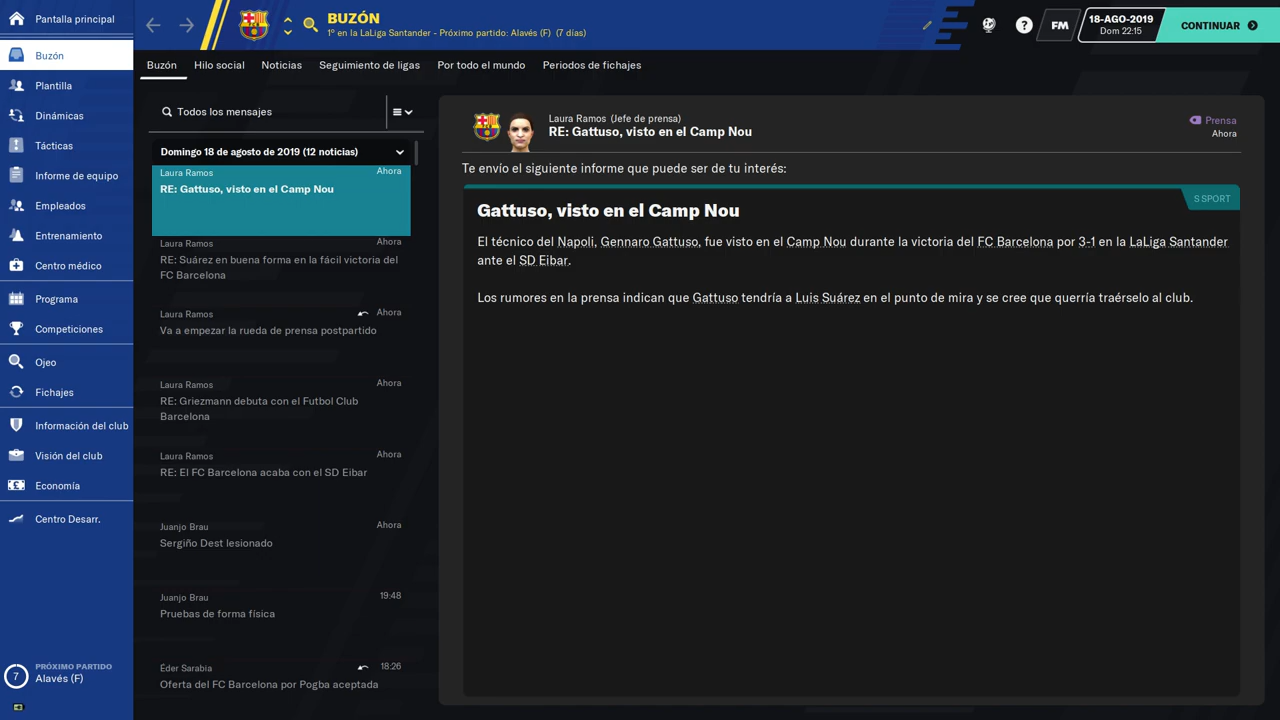 Pantalla principal
Buzón
Plantilla
Dinámicas
Tácticas
Informe de equipo
Empleados
Entrenamiento
Centro médico
Programa
Competiciones
Ojeo
Fichajes
Información del club
Visión del club
Economía
Centro Desarr.
7
PRÓXIMO PARTIDO
Alavés (F)
BUZÓN
1º en la LaLiga Santander - Próximo partido: Alavés (F) (7 días)
?
FM
18-AGO-2019
Dom 22:15
CONTINUAR
Buzón
Hilo social
Noticias
Seguimiento de ligas
Por todo el mundo
Periodos de fichajes
Todos los mensajes
Domingo 18 de agosto de 2019 (12 noticias)
Laura Ramos
Ahora
RE: Gattuso, visto en el Camp Nou
Laura Ramos
Ahora
RE: Suárez en buena forma en la fácil victoria del
FC Barcelona
Laura Ramos
Ahora
Va a empezar la rueda de prensa postpartido
Laura Ramos
Ahora
RE: Griezmann debuta con el Futbol Club
Barcelona
Laura Ramos
Ahora
RE: El FC Barcelona acaba con el SD Eibar
Juanjo Brau
Ahora
Sergiño Dest lesionado
Juanjo Brau
19:48
Pruebas de forma física
Éder Sarabia
18:26
Oferta del FC Barcelona por Pogba aceptada
Laura Ramos (Jefe de prensa)
RE: Gattuso, visto en el Camp Nou
Prensa
Ahora
Te envío el siguiente informe que puede ser de tu interés:
S SPORT
Gattuso, visto en el Camp Nou
El técnico del Napoli, Gennaro Gattuso, fue visto en el Camp Nou durante la victoria del FC Barcelona por 3-1 en la LaLiga Santander
ante el SD Eibar.
Los rumores en la prensa indican que Gattuso tendría a Luis Suárez en el punto de mira y se cree que querría traérselo al club.